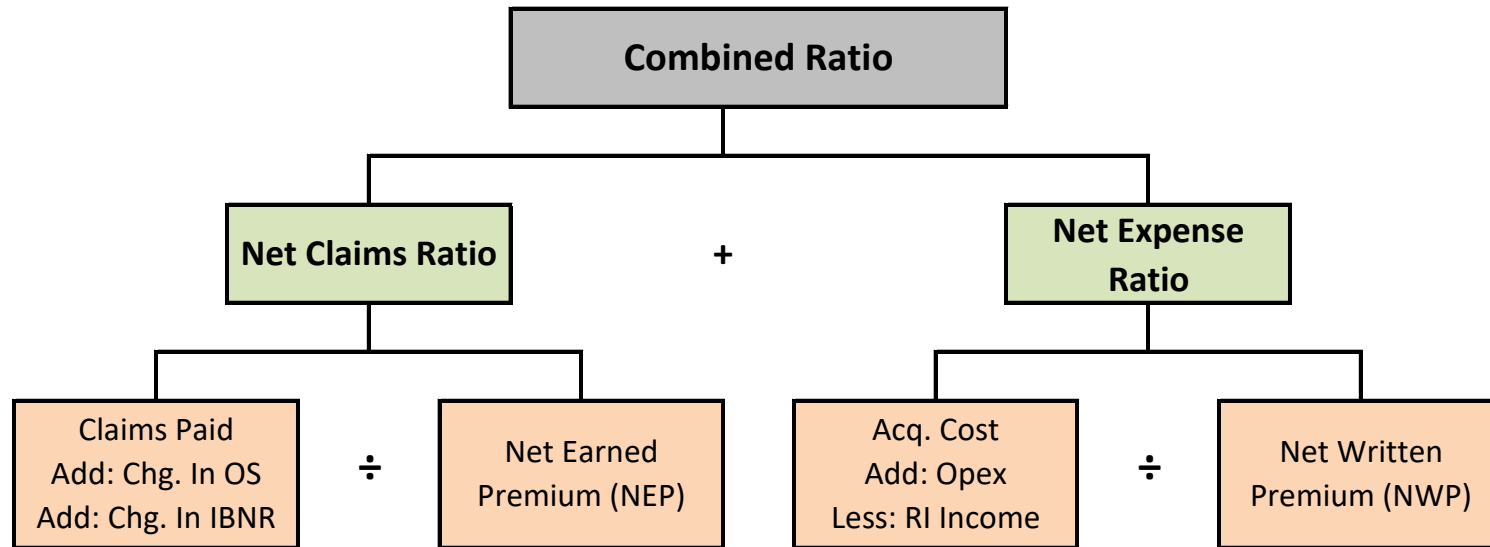 Combined Ratio
Net Claims Ratio
+
Net Expense
Ratio
Claims Paid
Add: Chg. In OS
Add: Chg. In IBNR
÷
Net Earned
Premium (NEP)
Acq. Cost
Add: Opex
Less: RI Income
÷
Net Written
Premium (NWP)